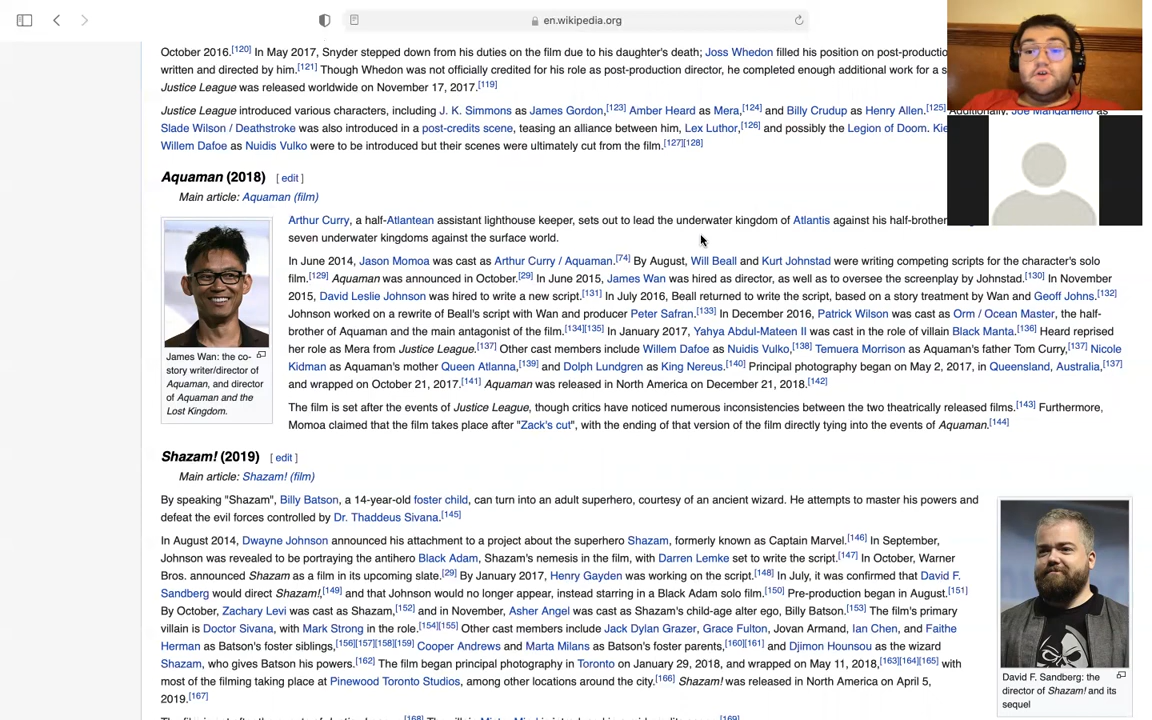 en.wikipedia.org
October 2016.[120] In May 2017, Snyder stepped down from his duties on the film due to his daughter's death; Joss Whedon filled his position on post-productio
written and directed by him.[121] Though Whedon was not officially credited for his role as post-production director, he completed enough additional work for a s
Justice League was released worldwide on November 17, 2017.[119]
Justice League introduced various characters, including J. K. Simmons as James Gordon,[123] Amber Heard as Mera,[124] and Billy Crudup as Henry Allen.[125] Additionally, Joe Manganiello as
Slade Wilson / Deathstroke was also introduced in a post-credits scene, teasing an alliance between him, Lex Luthor,[126] and possibly the Legion of Doom. Kie
Willem Dafoe as Nuidis Vulko were to be introduced but their scenes were ultimately cut from the film.[127][128]
Aquaman (2018) [ edit ]
Main article: Aquaman (film)
Arthur Curry, a half-Atlantean assistant lighthouse keeper, sets out to lead the underwater kingdom of Atlantis against his half-brother
seven underwater kingdoms against the surface world.
In June 2014, Jason Momoa was cast as Arthur Curry / Aquaman.[74] By August, Will Beall and Kurt Johnstad were writing competing scripts for the character's solo
film.[129] Aquaman was announced in October.[29] In June 2015, James Wan was hired as director, as well as to oversee the screenplay by Johnstad.[130] In November
2015, David Leslie Johnson was hired to write a new script.[131] In July 2016, Beall returned to write the script, based on a story treatment by Wan and Geoff Johns.[132]
Johnson worked on a rewrite of Beall's script with Wan and producer Peter Safran.[133] In December 2016, Patrick Wilson was cast as Orm / Ocean Master, the half-
brother of Aquaman and the main antagonist of the film.[134][135] In January 2017, Yahya Abdul-Mateen II was cast in the role of villain Black Manta.[136] Heard reprised
her role as Mera from Justice League.[137] Other cast members include Willem Dafoe as Nuidis Vulko,[138] Temuera Morrison as Aquaman's father Tom Curry,[137] Nicole
Kidman as Aquaman's mother Queen Atlanna,[139] and Dolph Lundgren as King Nereus.[140] Principal photography began on May 2, 2017, in Queensland, Australia,[137]
and wrapped on October 21, 2017.[141] Aquaman was released in North America on December 21, 2018.[142]
The film is set after the events of Justice League, though critics have noticed numerous inconsistencies between the two theatrically released films.[143] Furthermore,
Momoa claimed that the film takes place after "Zack's cut", with the ending of that version of the film directly tying into the events of Aquaman.[144]
James Wan: the co-
story writer/director of
Aquaman, and director
of Aquaman and the
Lost Kingdom.
Shazam! (2019) [ edit ]
Main article: Shazam! (film)
By speaking "Shazam", Billy Batson, a 14-year-old foster child, can turn into an adult superhero, courtesy of an ancient wizard. He attempts to master his powers and
defeat the evil forces controlled by Dr. Thaddeus Sivana.[145]
In August 2014, Dwayne Johnson announced his attachment to a project about the superhero Shazam, formerly known as Captain Marvel.[146] In September,
Johnson was revealed to be portraying the antihero Black Adam, Shazam's nemesis in the film, with Darren Lemke set to write the script.[147] In October, Warner
Bros. announced Shazam as a film in its upcoming slate.[29] By January 2017, Henry Gayden was working on the script.[148] In July, it was confirmed that David F.
Sandberg would direct Shazam!,[149] and that Johnson would no longer appear, instead starring in a Black Adam solo film.[150] Pre-production began in August.[151]
By October, Zachary Levi was cast as Shazam,[152] and in November, Asher Angel was cast as Shazam's child-age alter ego, Billy Batson.[153] The film's primary
villain is Doctor Sivana, with Mark Strong in the role.[154][155] Other cast members include Jack Dylan Grazer, Grace Fulton, Jovan Armand, Ian Chen, and Faithe
Herman as Batson's foster siblings,[156][157][158][159] Cooper Andrews and Marta Milans as Batson's foster parents,[160][161] and Djimon Hounsou as the wizard
Shazam, who gives Batson his powers.[162] The film began principal photography in Toronto on January 29, 2018, and wrapped on May 11, 2018,[163][164][165] with
most of the filming taking place at Pinewood Toronto Studios, among other locations around the city.[166] Shazam! was released in North America on April 5,
2019.[167]
David F. Sandberg: the
director of Shazam! and its
sequel